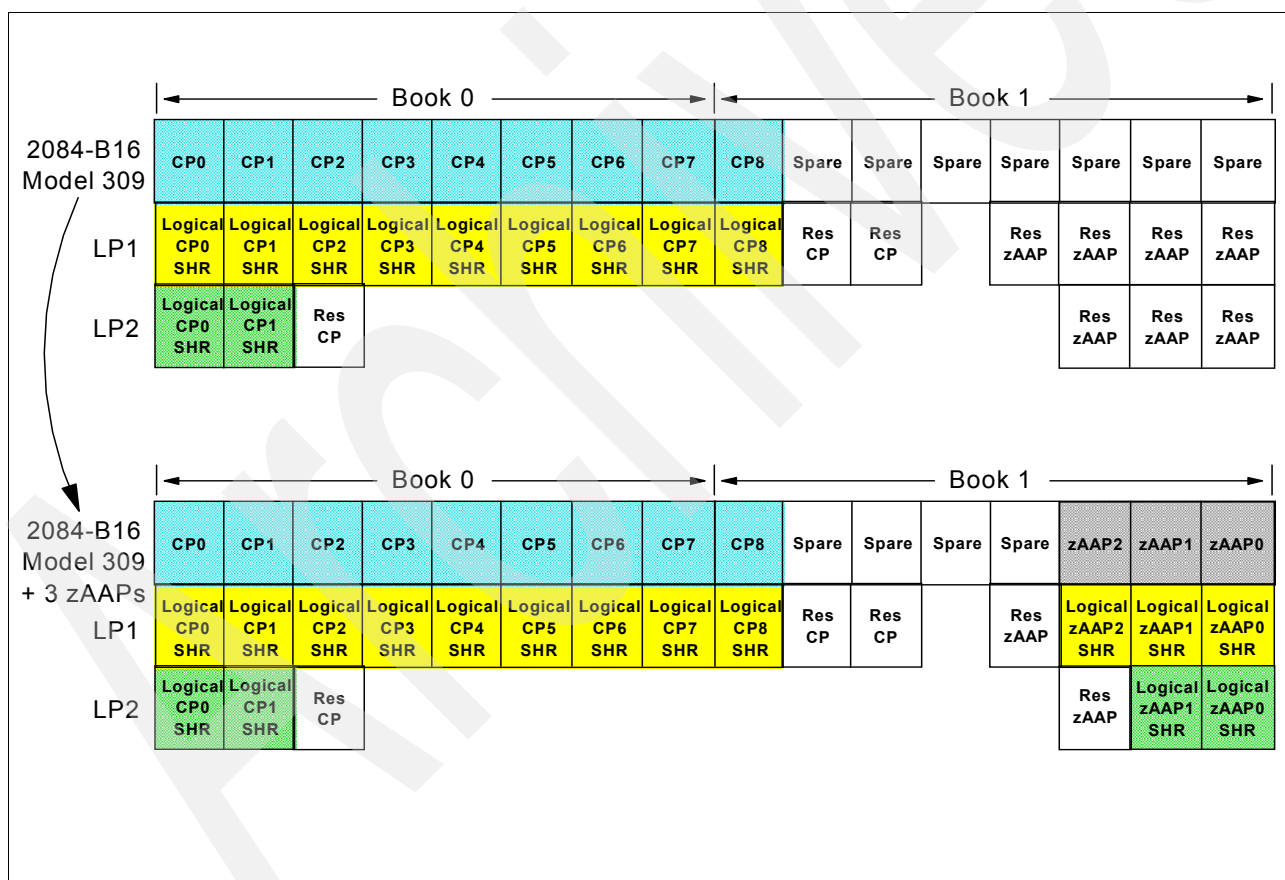 Book 0 Book 1
2084-B16 Model 309 CP0 CP1 CP2 CP3 CP4 CP5 CP6 CP7 CP8 Spare Spare Spare Spare Spare Spare Spare
LP1 Logical CP0 SHR Logical CP1 SHR Logical CP2 SHR Logical CP3 SHR Logical CP4 SHR Logical CP5 SHR Logical CP6 SHR Logical CP7 SHR Logical CP8 SHR Res CP Res CP Res zAAP Res zAAP Res zAAP Res zAAP
LP2 Logical CP0 SHR Logical CP1 SHR Res CP Res zAAP Res zAAP Res zAAP
Book 0 Book 1
2084-B16 Model 309 + 3 zAAPs CP0 CP1 CP2 CP3 CP4 CP5 CP6 CP7 CP8 Spare Spare Spare Spare zAAP2 zAAP1 zAAP0
LP1 Logical CP0 SHR Logical CP1 SHR Logical CP2 SHR Logical CP3 SHR Logical CP4 SHR Logical CP5 SHR Logical CP6 SHR Logical CP7 SHR Logical CP8 SHR Res CP Res CP Res zAAP Logical zAAP2 SHR Logical zAAP1 SHR Logical zAAP0 SHR
LP2 Logical CP0 SHR Logical CP1 SHR Res CP Res zAAP Logical zAAP1 SHR Logical zAAP0 SHR